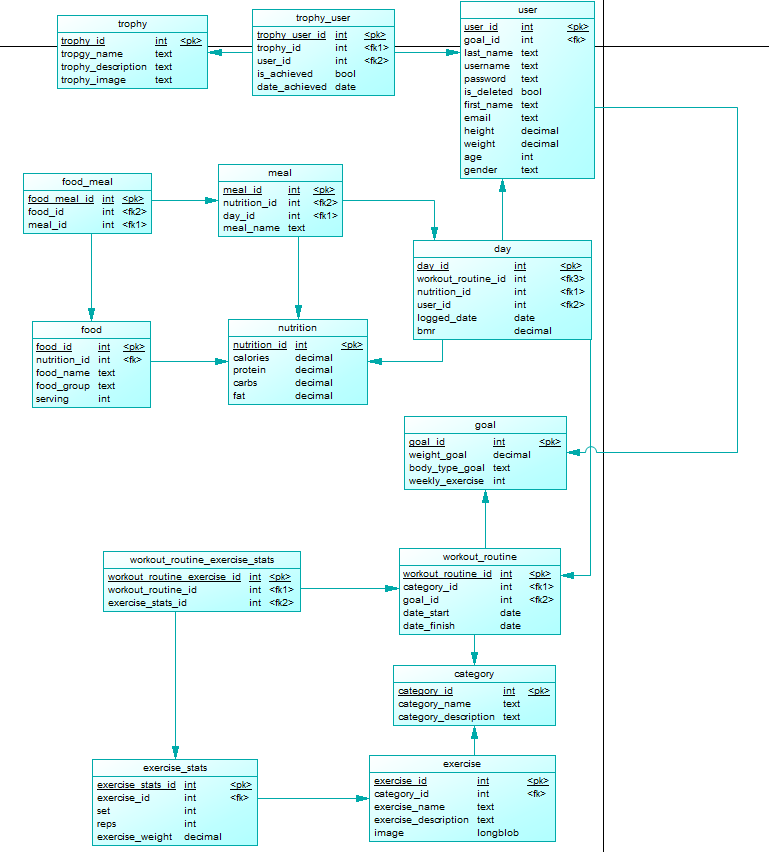 trophy
trophy_id int <pk>
tropgy_name text
trophy_description text
trophy_image text
trophy_user
trophy_user_id int <pk>
trophy_id int <fk1>
user_id int <fk2>
is_achieved bool
date_achieved date
user
user_id int <pk>
goal_id int <fk>
last_name text
username text
password text
is_deleted bool
first_name text
email text
height decimal
weight decimal
age int
gender text
food_meal
food_meal_id int <pk>
food_id int <fk2>
meal_id int <fk1>
meal
meal_id int <pk>
nutrition_id int <fk2>
day_id int <fk1>
meal_name text
day
day_id int <pk>
workout_routine_id int <fk3>
nutrition_id int <fk1>
user_id int <fk2>
logged_date date
bmr decimal
food
food_id int <pk>
nutrition_id int <fk>
food_name text
food_group text
serving int
nutrition
nutrition_id int <pk>
calories decimal
protein decimal
carbs decimal
fat decimal
goal
goal_id int <pk>
weight_goal decimal
body_type_goal text
weekly_exercise int
workout_routine_exercise_stats
workout_routine_exercise_id int <pk>
workout_routine_id int <fk1>
exercise_stats_id int <fk2>
workout_routine
workout_routine_id int <pk>
category_id int <fk1>
goal_id int <fk2>
date_start date
date_finish date
category
category_id int <pk>
category_name text
category_description text
exercise_stats
exercise_stats_id int <pk>
exercise_id int <fk>
set int
reps int
exercise_weight decimal
exercise
exercise_id int <pk>
category_id int <fk>
exercise_name text
exercise_description text
image longblob